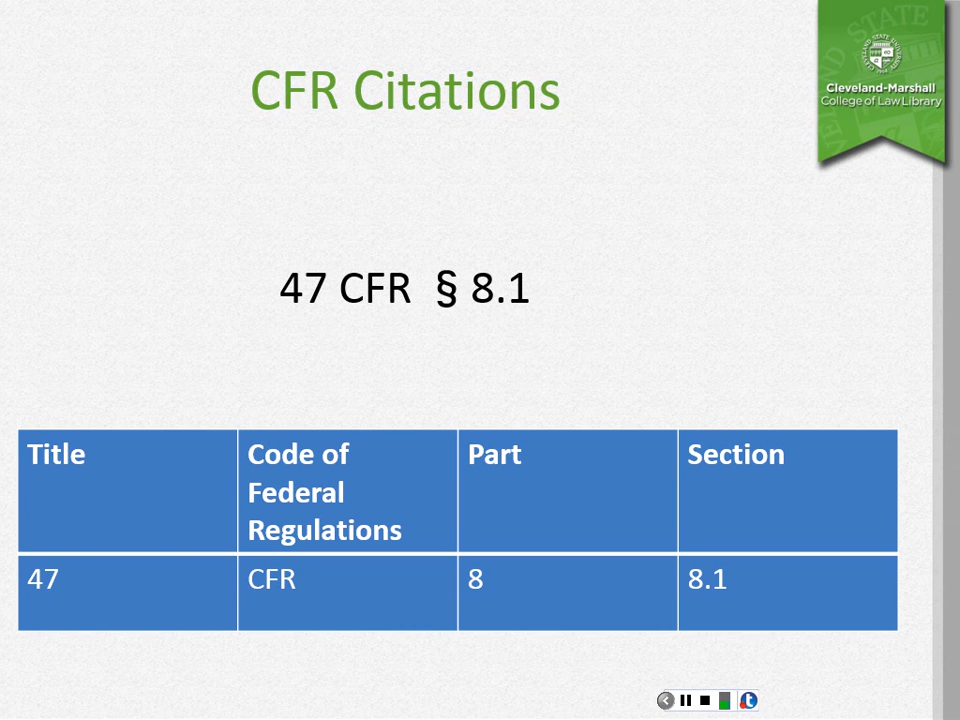 CFR Citations
Cleveland-Marshall
College of Law Library
47 CFR § 8.1
Title
Code of
Federal
Regulations
Part
Section
47
CFR
8
8.1